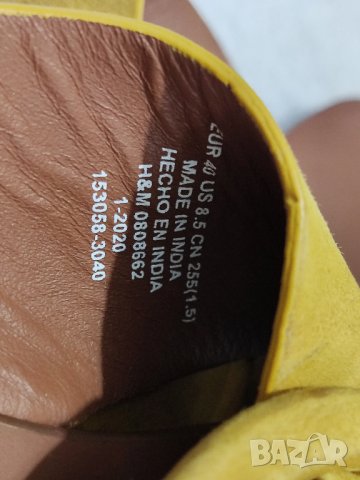 EUR 40 US 8.5 CN 255(1.5)
MADE IN INDIA
HECHO EN INDIA
H&M 0808662
1-2020
153058-3040
BAZAR